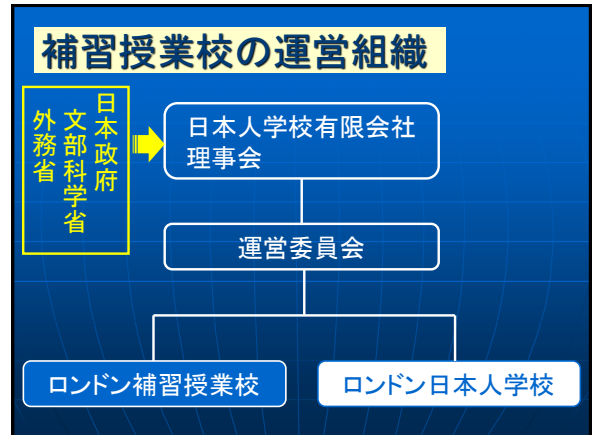 補習授業校の運営組織
日本政府
文部科学省
外務省
日本人学校有限会社
理事会
運営委員会
ロンドン補習授業校
ロンドン日本人学校